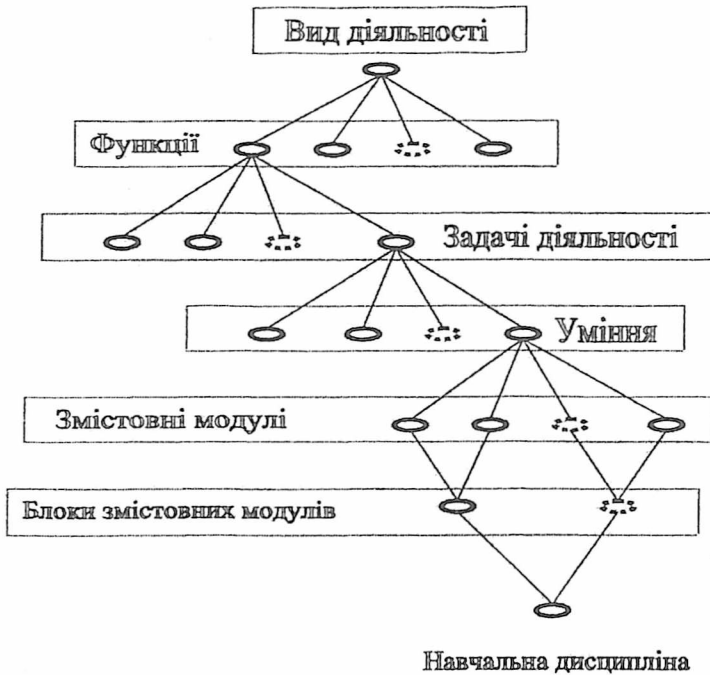 Вид діяльності
Функції
Задачі діяльності
Уміння
Змістовні модулі
Блоки змістовних модулів
Навчальна дисципліна